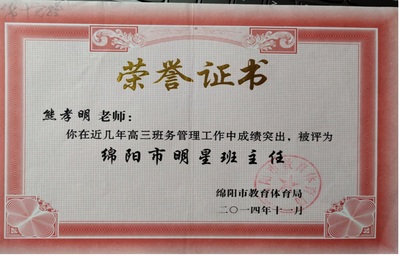 荣誉证书
熊孝明 老师：
你在近几年高三班务管理工作中成绩突出，被评为
绵阳市明星班主任
绵阳市教育体育局
二〇一四年十一月